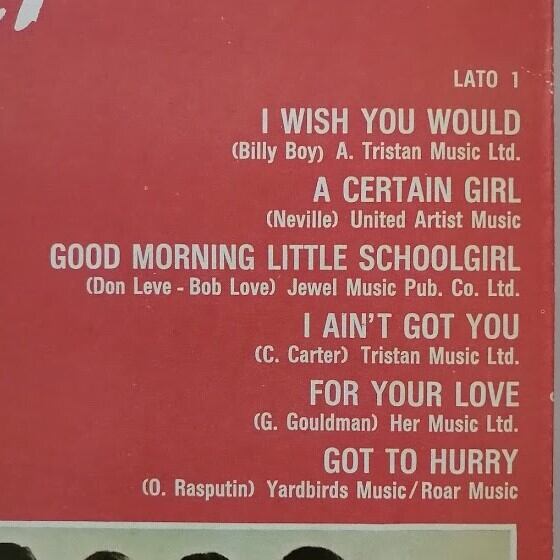 LATO 1
I WISH YOU WOULD
(Billy Boy) A. Tristan Music Ltd.
A CERTAIN GIRL
(Neville) United Artist Music
GOOD MORNING LITTLE SCHOOLGIRL
(Don Leve - Bob Love) Jewel Music Pub. Co. Ltd.
I AIN'T GOT YOU
(C. Carter) Tristan Music Ltd.
FOR YOUR LOVE
(G. Gouldman) Her Music Ltd.
GOT TO HURRY
(O. Rasputin) Yardbirds Music/Roar Music